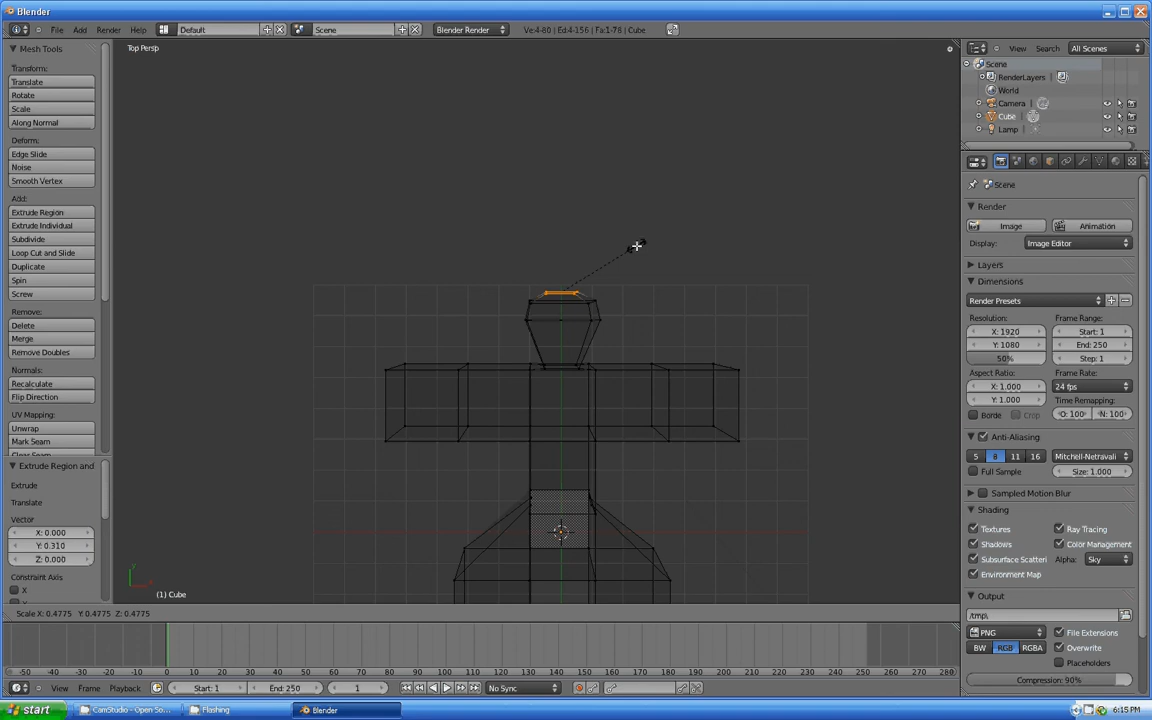 Blender
File Add Render Help Default Scene Blender Render Ve:4-80 | Ed:4-156 | Fa:1-78 | Cube
Mesh Tools
Transform:
Translate
Rotate
Scale
Along Normal
Deform:
Edge Slide
Noise
Smooth Vertex
Add:
Extrude Region
Extrude Individual
Subdivide
Loop Cut and Slide
Duplicate
Spin
Screw
Remove:
Delete
Merge
Remove Doubles
Normals:
Recalculate
Flip Direction
UV Mapping:
Unwrap
Mark Seam
Extrude Region and
Extrude
Translate
Vector
X: 0.000
Y: 0.310
Z: 0.000
Constraint Axis
X
Top Persp
(1) Cube
Scale X: 0.4775 Y: 0.4775 Z: 0.4775
View Search All Scenes
Scene
RenderLayers
World
Camera
Cube
Lamp
Scene
Render
Image Animation
Display: Image Editor
Layers
Dimensions
Render Presets
Resolution: Frame Range:
X: 1920 Start: 1
Y: 1080 End: 250
50% Step: 1
Aspect Ratio: Frame Rate:
X: 1.000 24 fps
Y: 1.000 Time Remapping:
Borde Crop O: 100 N: 100
Anti-Aliasing
5 8 11 16 Mitchell-Netravali
Full Sample Size: 1.000
Sampled Motion Blur
Shading
Textures Ray Tracing
Shadows Color Management
Subsurface Scatteri Alpha: Sky
Environment Map
Output
/tmp\
PNG File Extensions
BW RGB RGBA Overwrite
Placeholders
Compression: 90%
-50 -40 -30 -20 -10 0 10 20 30 40 50 60 70 80 90 100 110 120 130 140 150 160 170 180 190 200 210 220 230 240 250 260 270 280
View Frame Playback Start: 1 End: 250 1 No Sync
start CamStudio - Open So... Flashing Blender 6:15 PM